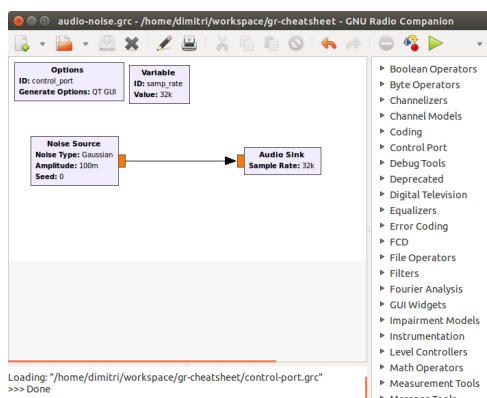 audio-noise.grc - /home/dimitri/workspace/gr-cheatsheet - GNU Radio Companion
Options
ID: control_port
Generate Options: QT GUI
Variable
ID: samp_rate
Value: 32k
Noise Source
Noise Type: Gaussian
Amplitude: 100m
Seed: 0
Audio Sink
Sample Rate: 32k
Boolean Operators
Byte Operators
Channelizers
Channel Models
Coding
Control Port
Debug Tools
Deprecated
Digital Television
Equalizers
Error Coding
FCD
File Operators
Filters
Fourier Analysis
GUI Widgets
Impairment Models
Instrumentation
Level Controllers
Math Operators
Measurement Tools
Message Tools
Loading: "/home/dimitri/workspace/gr-cheatsheet/control-port.grc"
>>> Done